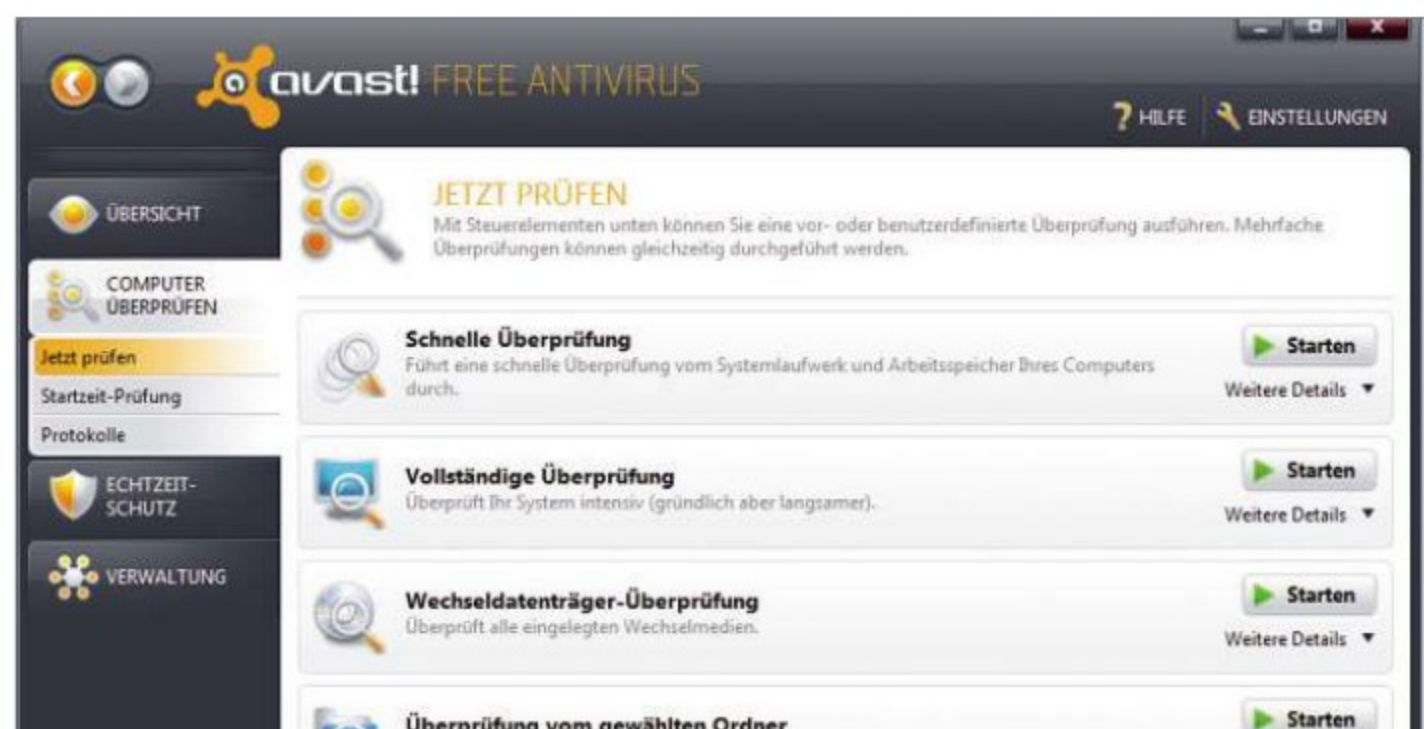 avast! FREE ANTIVIRUS
? HILFE
EINSTELLUNGEN
ÜBERSICHT
COMPUTER
ÜBERPRÜFEN
Jetzt prüfen
Startzeit-Prüfung
Protokolle
ECHTZEIT-
SCHUTZ
VERWALTUNG
JETZT PRÜFEN
Mit Steuerelementen unten können Sie eine vor- oder benutzerdefinierte Überprüfung ausführen. Mehrfache
Überprüfungen können gleichzeitig durchgeführt werden.
Schnelle Überprüfung
Führt eine schnelle Überprüfung vom Systemlaufwerk und Arbeitsspeicher Ihres Computers
durch.
Starten
Weitere Details
Vollständige Überprüfung
Überprüft Ihr System intensiv (gründlich aber langsamer).
Starten
Weitere Details
Wechseldatenträger-Überprüfung
Überprüft alle eingelegten Wechselmedien.
Starten
Weitere Details
Überprüfung vom gewählten Ordner
Starten